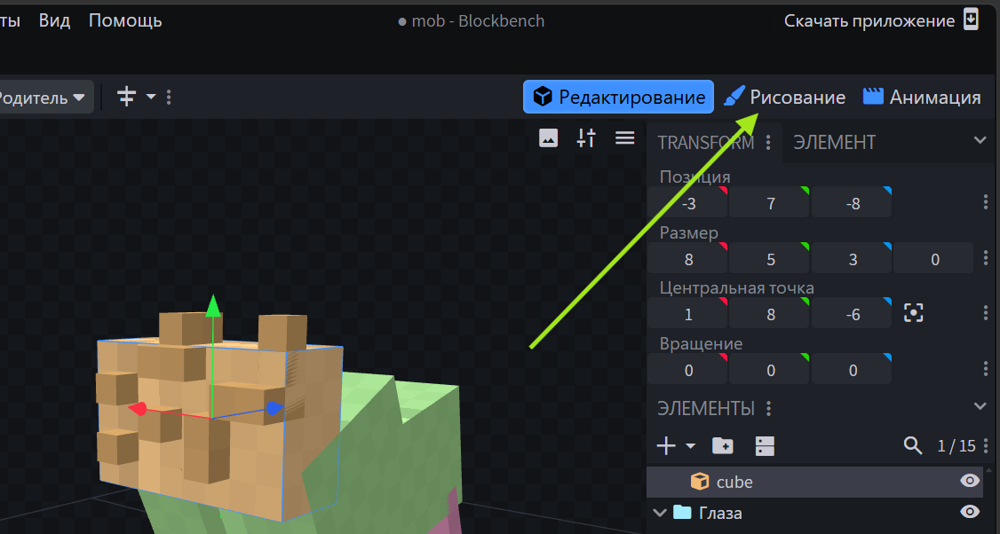 ты Вид Помощь ● mob - Blockbench Скачать приложение
Родитель Редактирование Рисование Анимация
TRANSFORM ЭЛЕМЕНТ
Позиция
-3 7 -8
Размер
8 5 3 0
Центральная точка
1 8 -6
Вращение
0 0 0
ЭЛЕМЕНТЫ
1 / 15
cube
Глаза